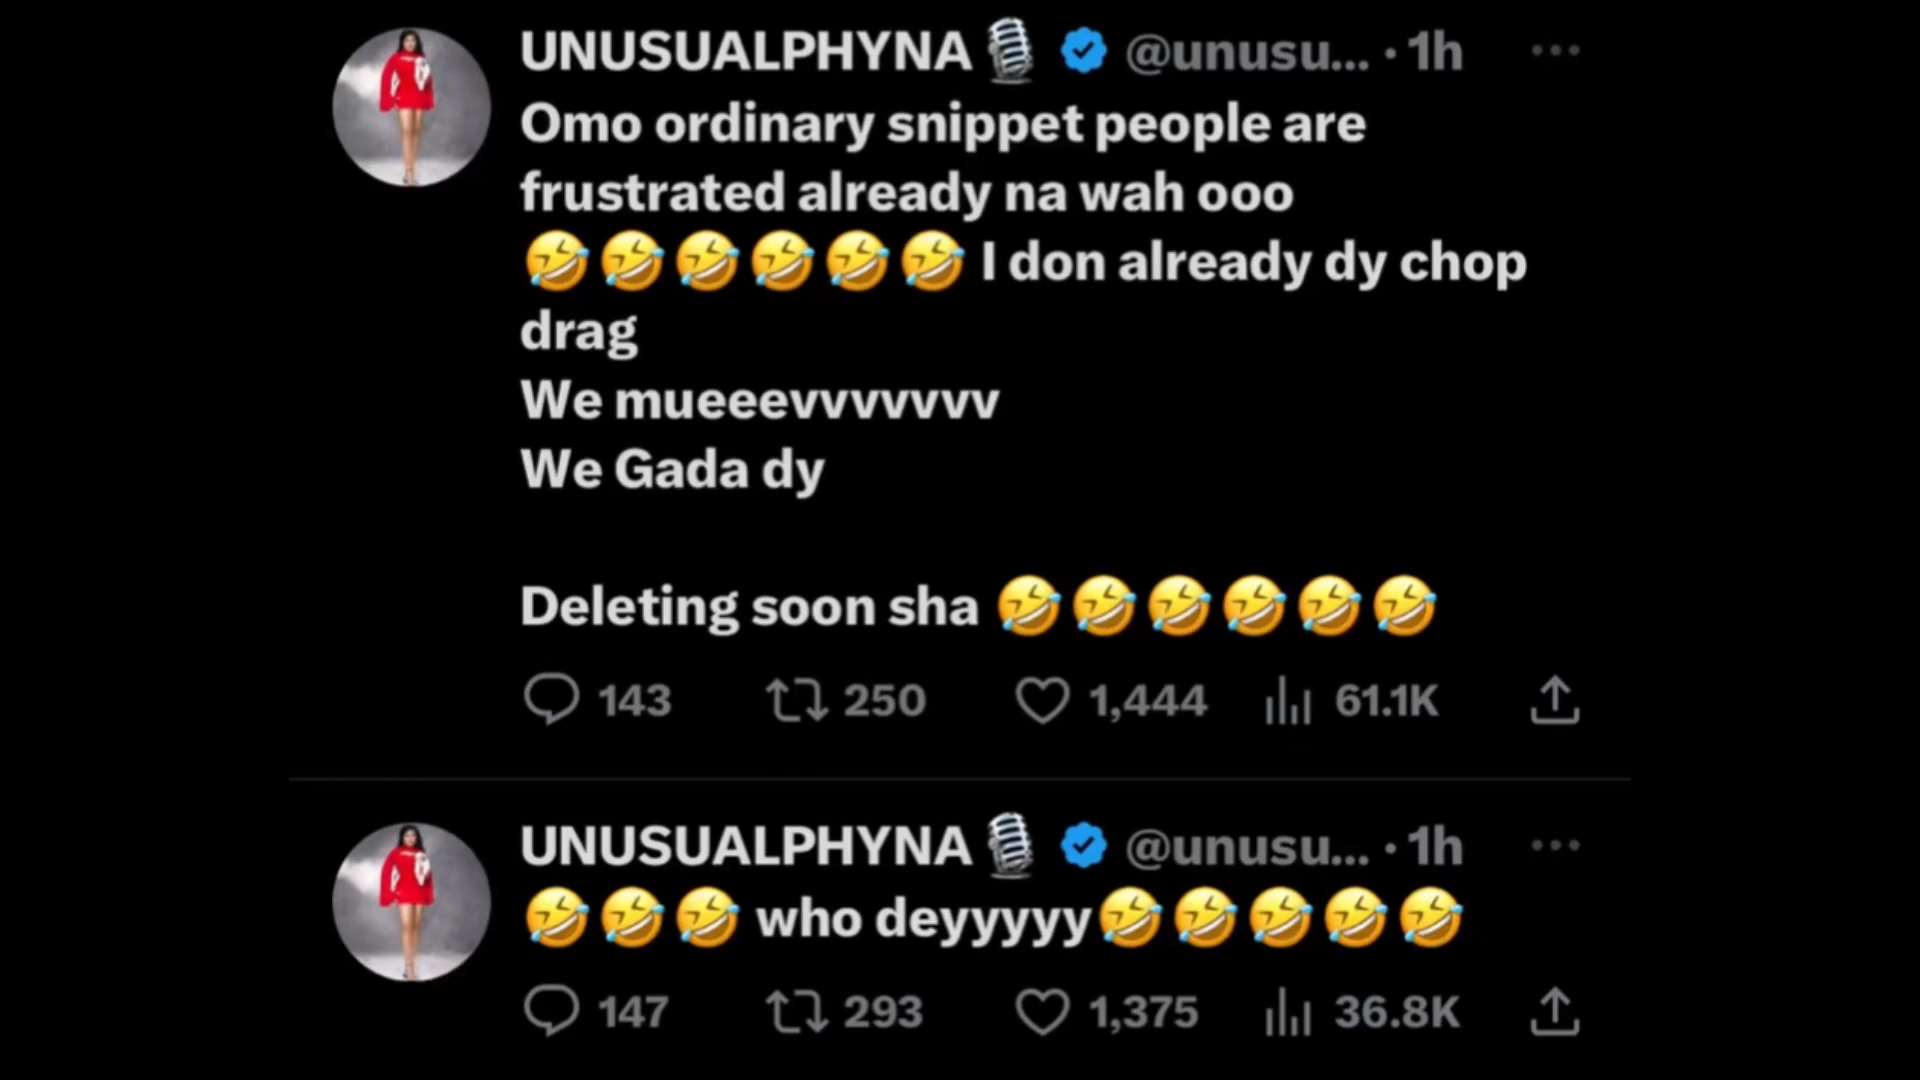 UNUSUALPHYNA🎙️ @unusu... · 1h
Omo ordinary snippet people are
frustrated already na wah ooo
🤣🤣🤣🤣🤣🤣 I don already dy chop
drag
We mueeevvvvvvv
We Gada dy
Deleting soon sha 🤣🤣🤣🤣🤣🤣
143 250 1,444 61.1K
UNUSUALPHYNA🎙️ @unusu... · 1h
🤣🤣🤣 who deyyyyy🤣🤣🤣🤣🤣
147 293 1,375 36.8K